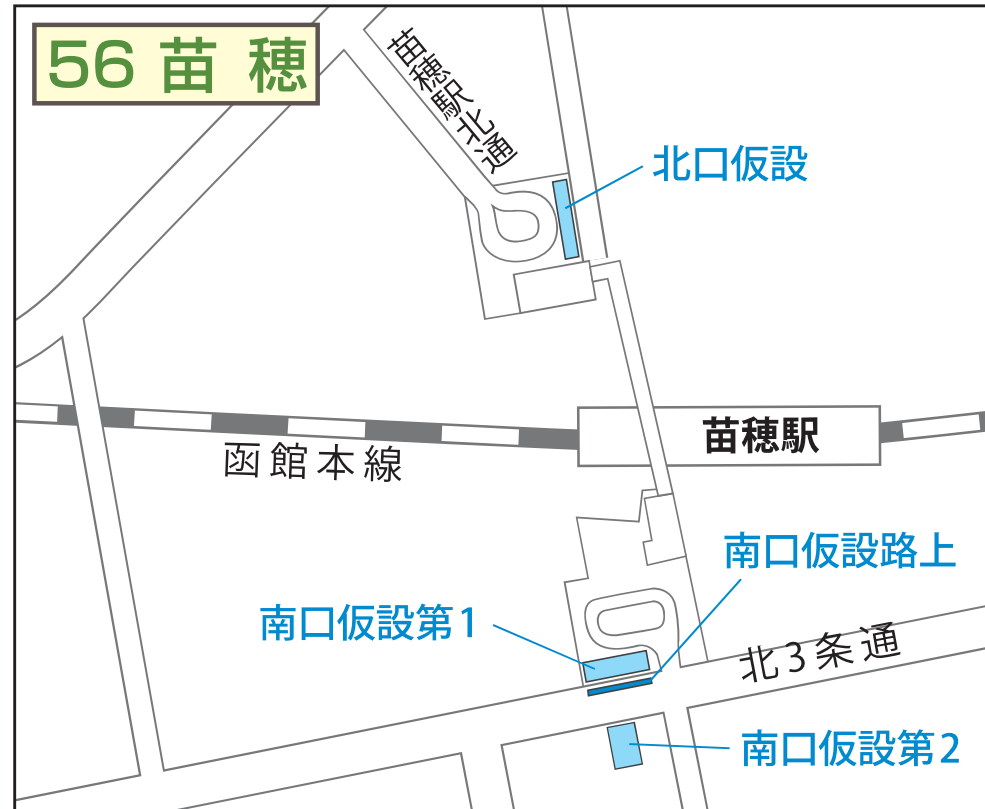 56 苗 穂
苗穂駅北通
北口仮設
苗穂駅
函館本線
南口仮設路上
南口仮設第1
北3条通
南口仮設第2